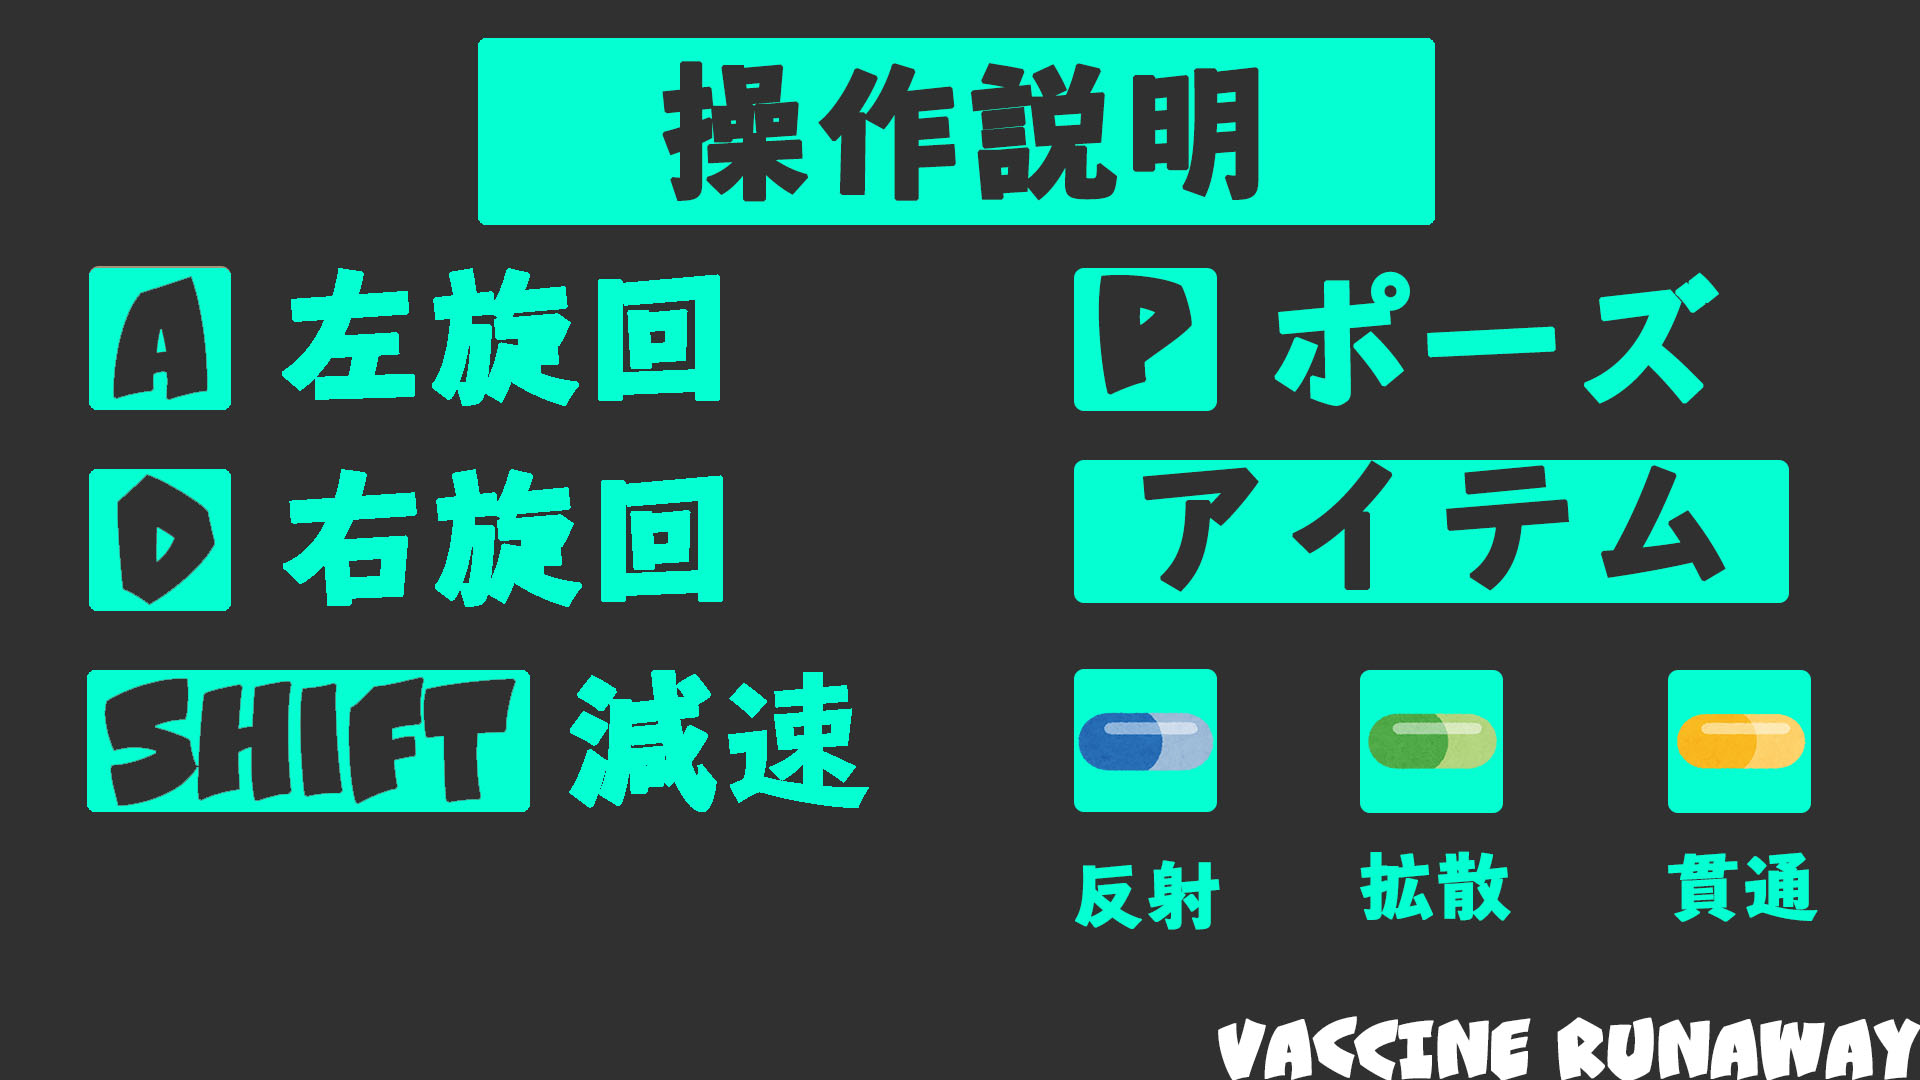 操作説明
A 左旋回
D 右旋回
SHIFT 減速
P ポーズ
アイテム
反射 拡散 貫通
VACCINE RUNAWAY